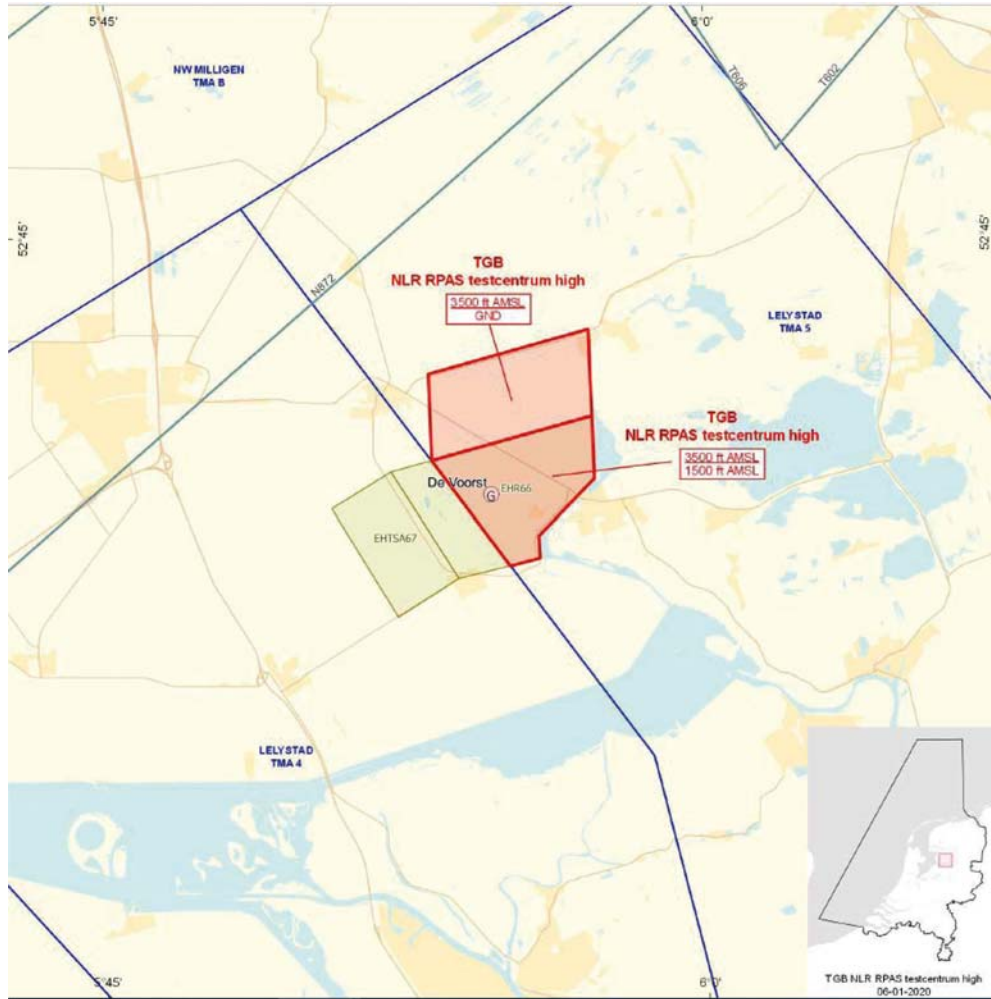 5°45'
6°0'
NW MILLIGEN
TMA B
T606
T602
52°45'
52°45'
N872
TGB
NLR RPAS testcentrum high
3500 ft AMSL
GND
LELYSTAD
TMA 5
TGB
NLR RPAS testcentrum high
3500 ft AMSL
1500 ft AMSL
De Voorst
G
EHR66
EHTSA67
LELYSTAD
TMA 4
5°45'
6°0'
TGB NLR RPAS testcentrum high
06-01-2020